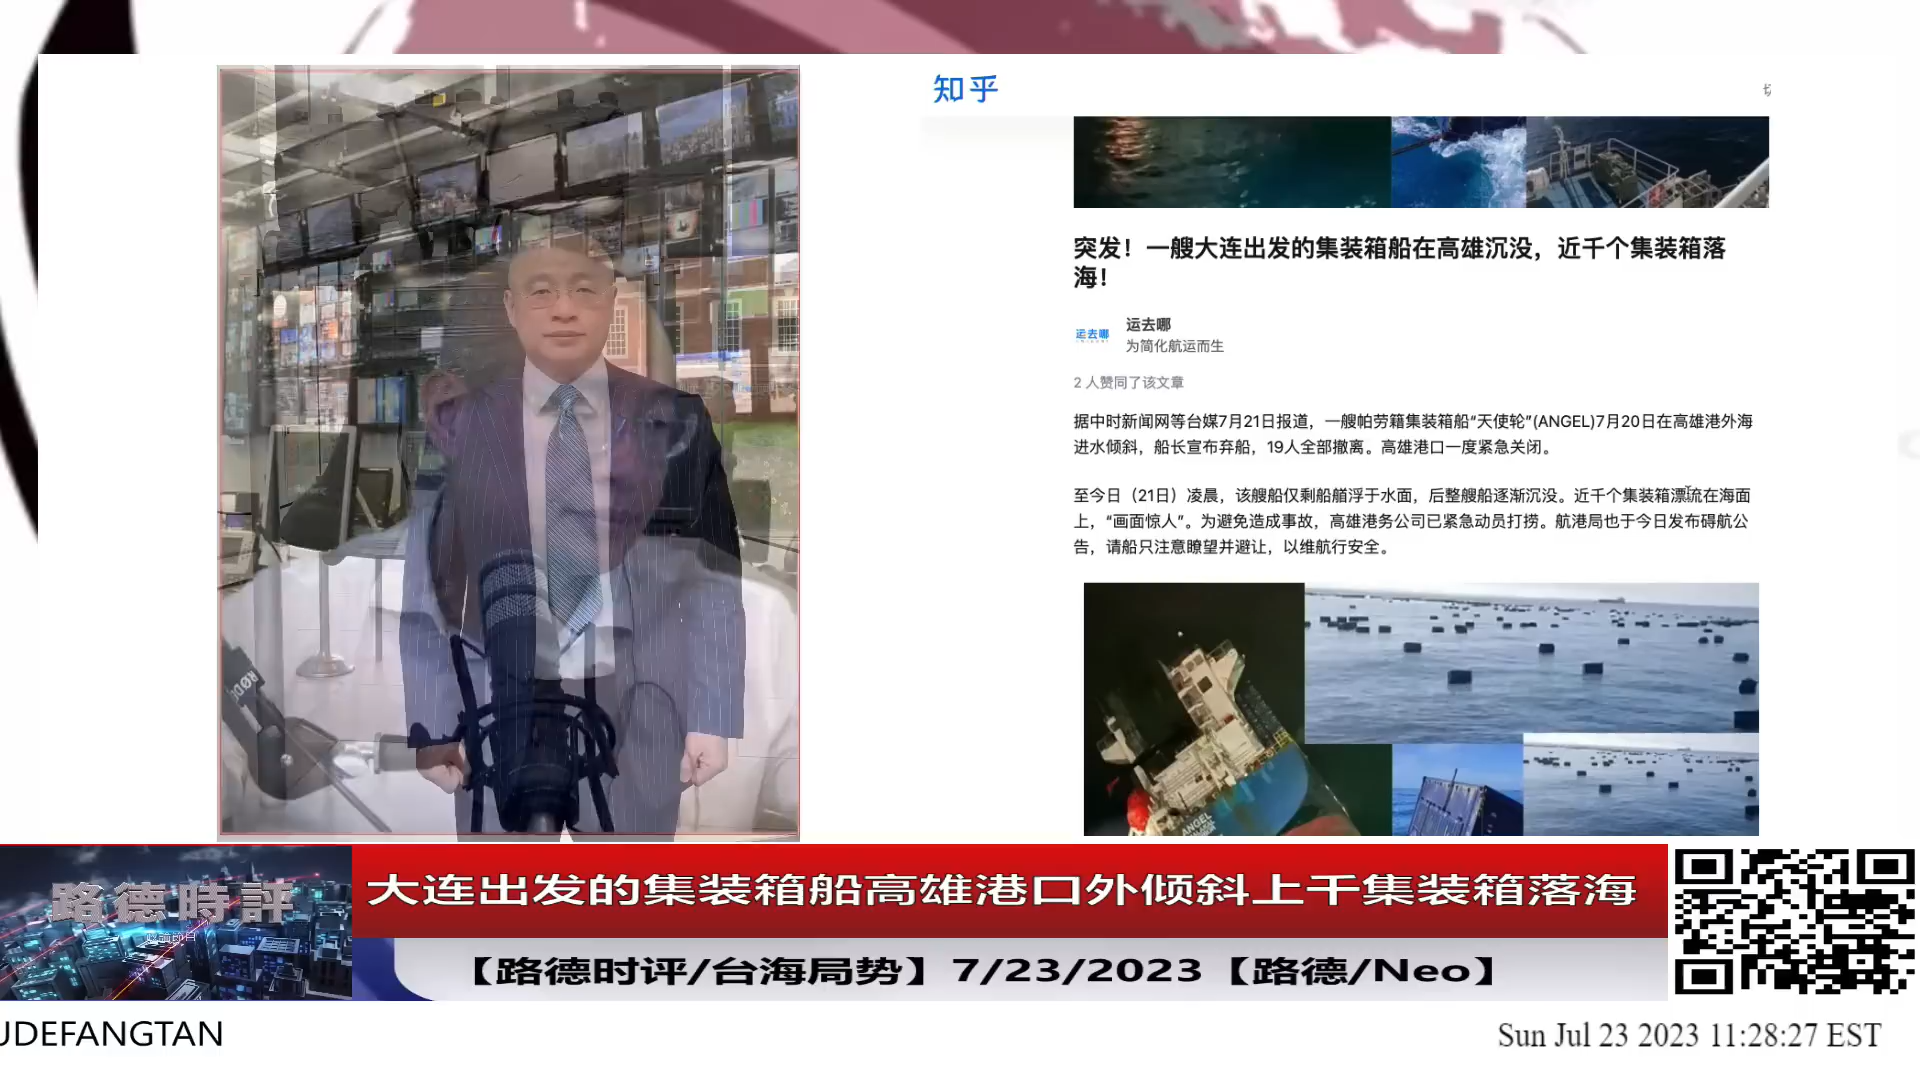 知乎
切
突发！一艘大连出发的集装箱船在高雄沉没，近千个集装箱落
海！
运去哪
运去哪
为简化航运而生
2 人赞同了该文章
据中时新闻网等台媒7月21日报道，一艘帕劳籍集装箱船“天使轮”(ANGEL)7月20日在高雄港外海
进水倾斜，船长宣布弃船，19人全部撤离。高雄港口一度紧急关闭。
至今日（21日）凌晨，该艘船仅剩船艏浮于水面，后整艘船逐渐沉没。近千个集装箱漂流在海面
上，“画面惊人”。为避免造成事故，高雄港务公司已紧急动员打捞。航港局也于今日发布碍航公
告，请船只注意瞭望并避让，以维航行安全。
RØDE
ANGEL
路德時評
大连出发的集装箱船高雄港口外倾斜上千集装箱落海
【路德时评/台海局势】7/23/2023【路德/Neo】
UDEFANGTAN
Sun Jul 23 2023 11:28:27 EST